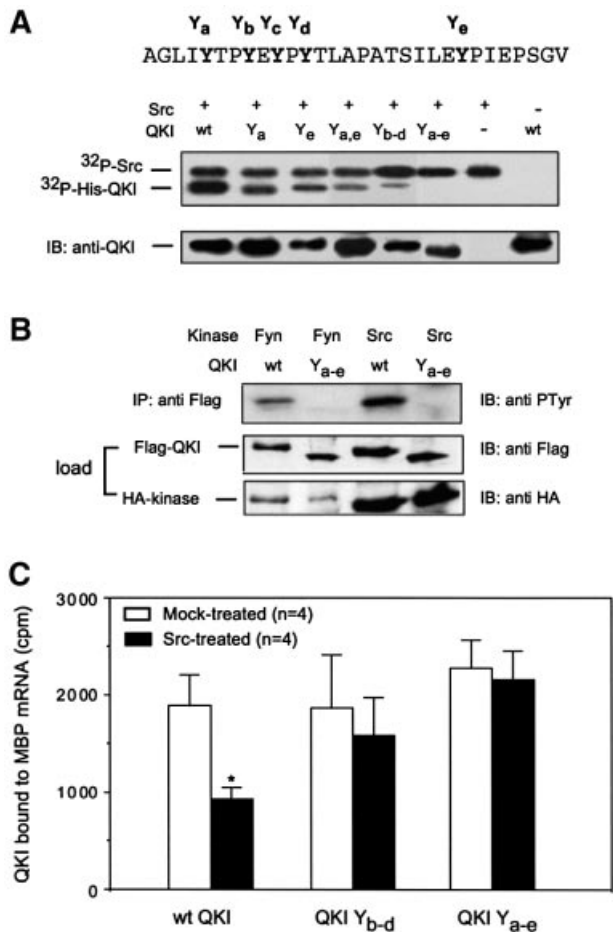 A
Ya Yb Yc Yd Ye
AGLIYTPYEYPYTLAPATSILEYPIEPSGV
Src + + + + + + + -
QKI wt Ya Ye Ya,e Yb-d Ya-e - wt
32P-Src
32P-His-QKI
IB: anti-QKI
B
Kinase Fyn Fyn Src Src
QKI wt Ya-e wt Ya-e
IP: anti Flag IB: anti PTyr
Flag-QKI IB: anti Flag
load
HA-kinase IB: anti HA
C
QKI bound to MBP mRNA (cpm)
3000
2000
1000
0
Mock-treated (n=4)
Src-treated (n=4)
*
wt QKI QKI Yb-d QKI Ya-e